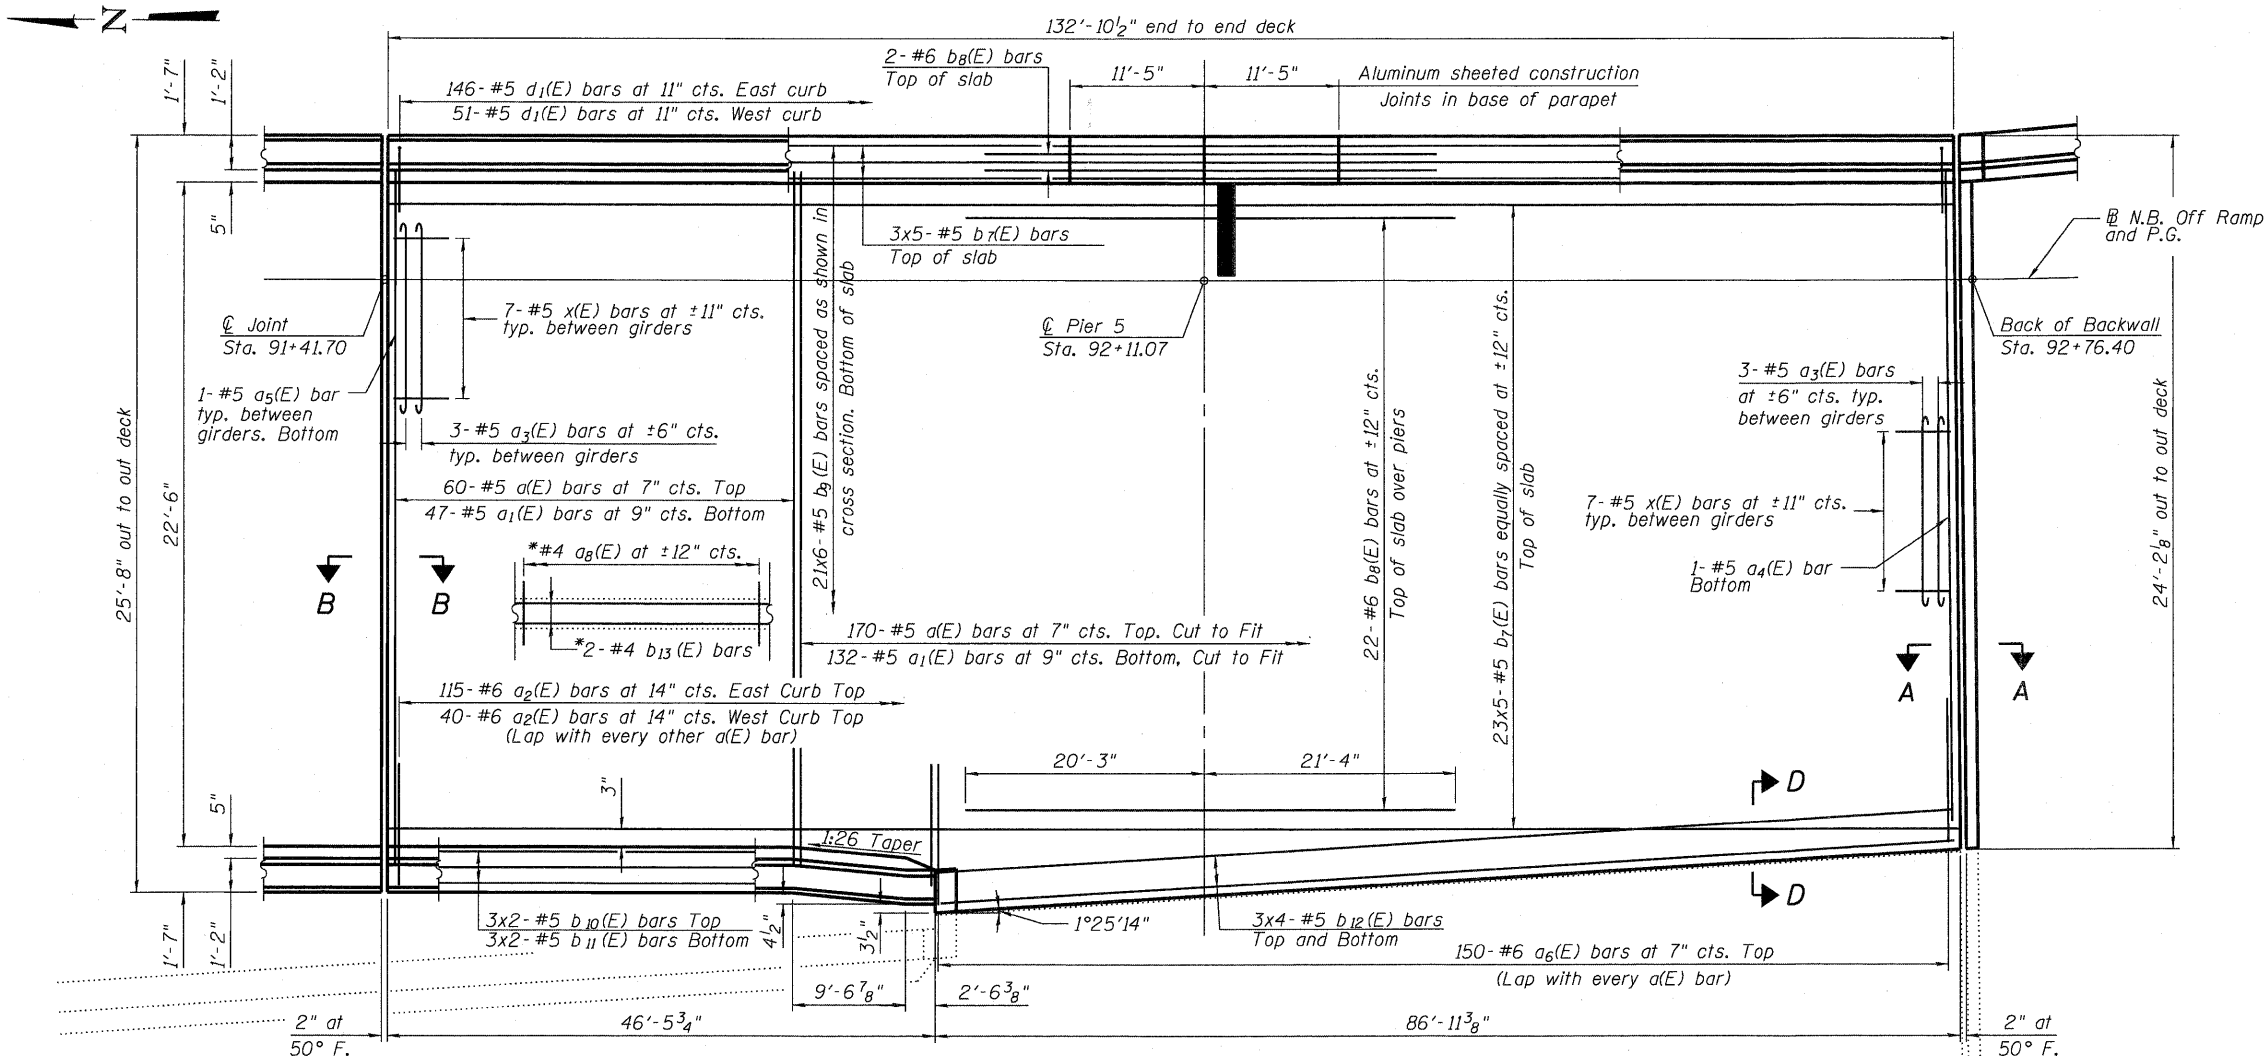 N
132'-10½" end to end deck
1'-7"
1'-2"
5"
146- #5 d₁(E) bars at 11" cts. East curb
51- #5 d₁(E) bars at 11" cts. West curb
2- #6 b₈(E) bars
Top of slab
11'-5"
11'-5"
Aluminum sheeted construction
Joints in base of parapet
℄ N.B. Off Ramp
and P.G.
3x5- #5 b₇(E) bars
Top of slab
7- #5 x(E) bars at ±11" cts.
typ. between girders
℄ Joint
Sta. 91+41.70
℄ Pier 5
Sta. 92+11.07
Back of Backwall
Sta. 92+76.40
1- #5 a₅(E) bar
typ. between
girders. Bottom
3- #5 a₃(E) bars at ±6" cts.
typ. between girders
60- #5 a(E) bars at 7" cts. Top
47- #5 a₁(E) bars at 9" cts. Bottom
21x6- #5 b₉(E) bars spaced as shown in
cross section. Bottom of slab
22- #6 b₈(E) bars at ±12" cts.
Top of slab over piers
23x5- #5 b₇(E) bars equally spaced at ±12" cts.
Top of slab
3- #5 a₃(E) bars
at ±6" cts. typ.
between girders
7- #5 x(E) bars at ±11" cts.
typ. between girders
1- #5 a₄(E) bar
Bottom
25'-8" out to out deck
22'-6"
24'-2⅛" out to out deck
B
B
*#4 a₈(E) at ±12" cts.
*2- #4 b₁₃(E) bars
170- #5 a(E) bars at 7" cts. Top. Cut to Fit
132- #5 a₁(E) bars at 9" cts. Bottom, Cut to Fit
A
A
115- #6 a₂(E) bars at 14" cts. East Curb Top
40- #6 a₂(E) bars at 14" cts. West Curb Top
(Lap with every other a(E) bar)
20'-3"
21'-4"
D
D
3"
5"
1:26 Taper
1'-7"
1'-2"
3x2- #5 b₁₀(E) bars Top
3x2- #5 b₁₁(E) bars Bottom
4½"
3½"
1°25'14"
3x4- #5 b₁₂(E) bars
Top and Bottom
150- #6 a₆(E) bars at 7" cts. Top
(Lap with every a(E) bar)
9'-6⅞"
2'-6⅜"
2" at
50° F.
46'-5¾"
86'-11⅜"
2" at
50° F.